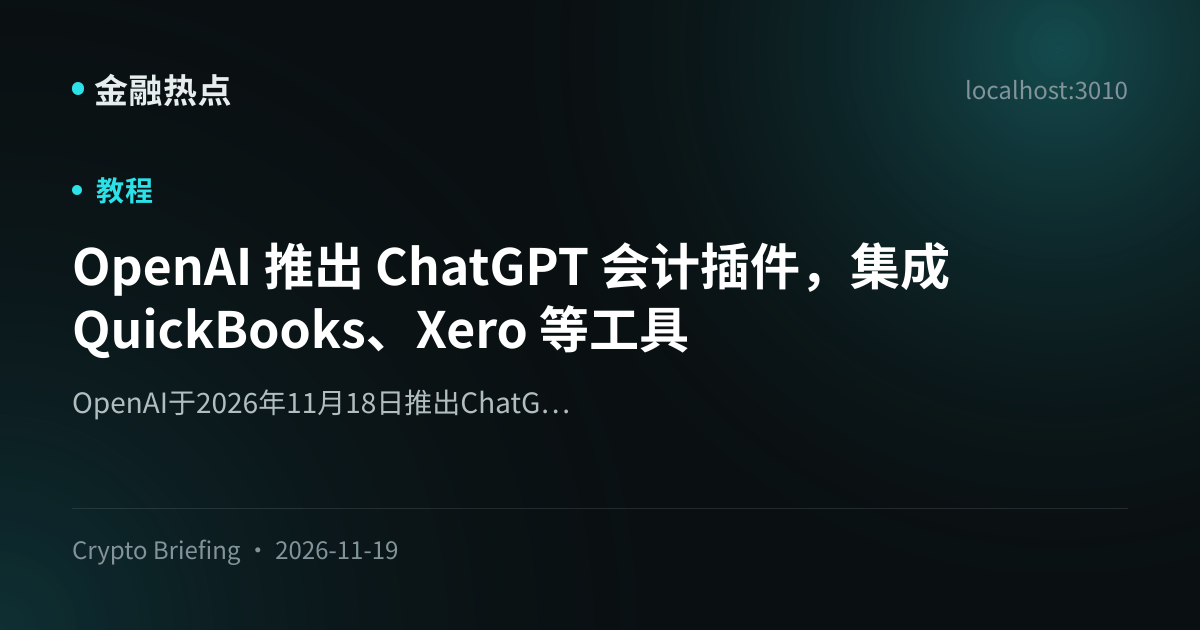 金融热点
localhost:3010
教程
OpenAI 推出 ChatGPT 会计插件，集成
QuickBooks、Xero 等工具
OpenAI于2026年11月18日推出ChatG…
Crypto Briefing · 2026-11-19